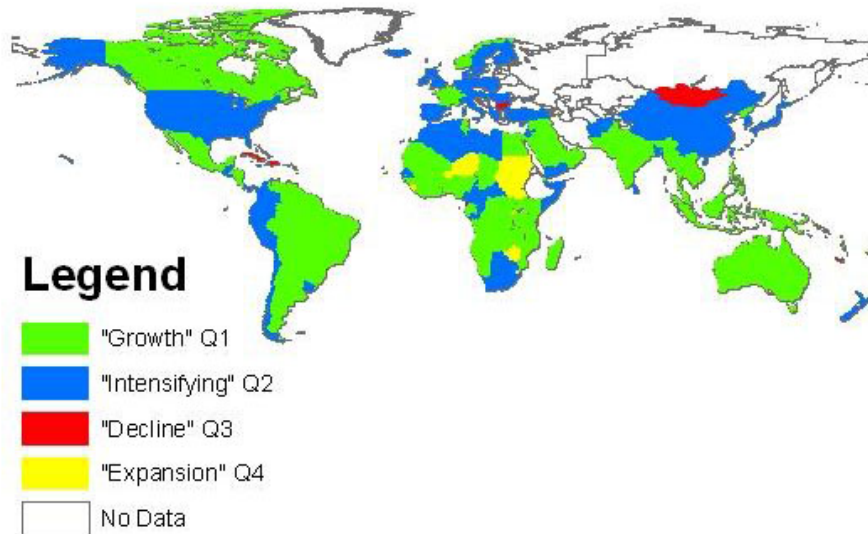 Legend
"Growth" Q1
"Intensifying" Q2
"Decline" Q3
"Expansion" Q4
No Data